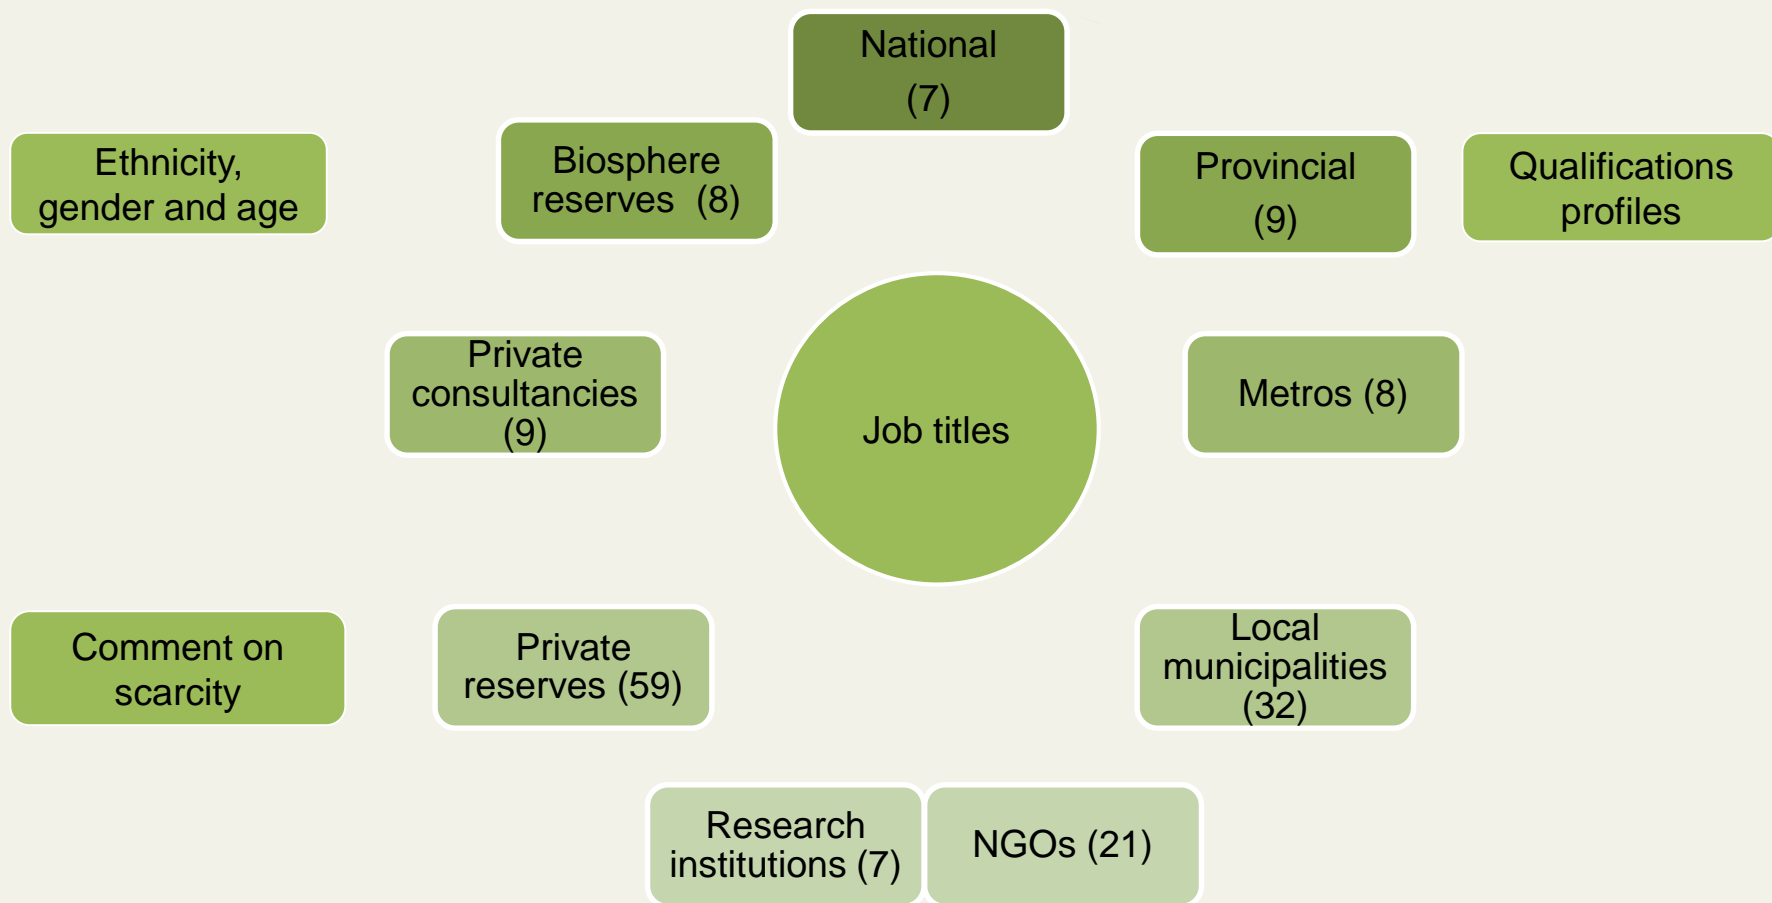 National
(7)
Biosphere
reserves (8)
Provincial
(9)
Ethnicity,
gender and age
Qualifications
profiles
Private
consultancies
(9)
Metros (8)
Job titles
Comment on
scarcity
Private
reserves (59)
Local
municipalities
(32)
Research
institutions (7)
NGOs (21)